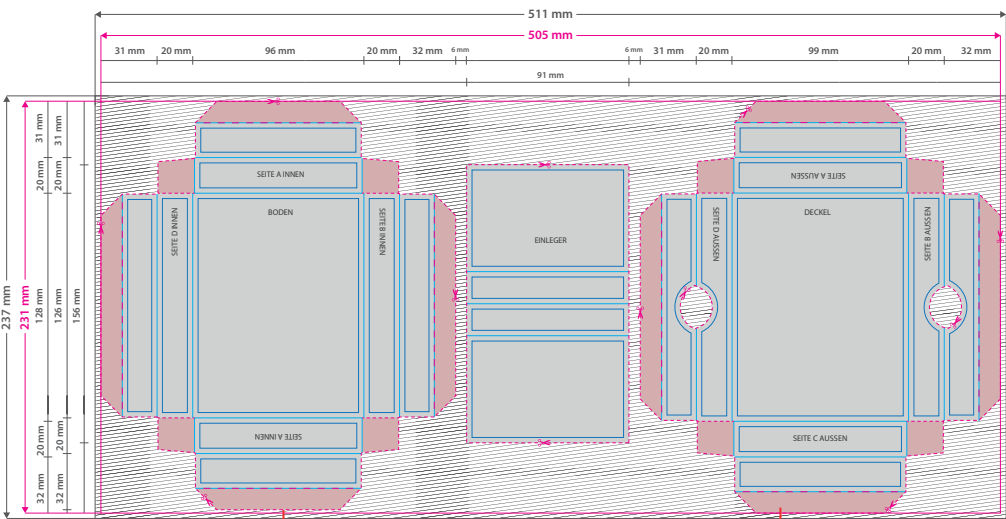 511 mm
505 mm
31 mm 20 mm 96 mm 20 mm 32 mm 6 mm 6 mm 31 mm 20 mm 99 mm 20 mm 32 mm
91 mm
237 mm
231 mm
31 mm
20 mm
128 mm
20 mm
32 mm
31 mm
20 mm
126 mm
20 mm
32 mm
156 mm
SEITE A INNEN
BODEN
SEITE D INNEN
SEITE B INNEN
SEITE A INNEN
EINLEGER
SEITE A AUSSEN
DECKEL
SEITE D AUSSEN
SEITE B AUSSEN
SEITE C AUSSEN